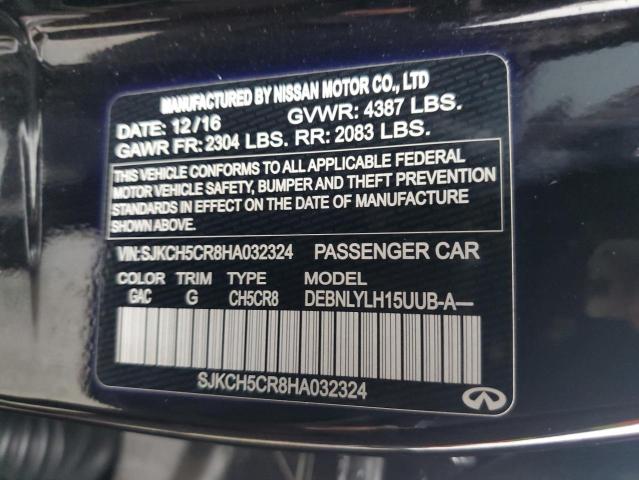 MANUFACTURED BY NISSAN MOTOR CO., LTD
DATE: 12/16 GVWR: 4387 LBS.
GAWR FR: 2304 LBS. RR: 2083 LBS.
THIS VEHICLE CONFORMS TO ALL APPLICABLE FEDERAL
MOTOR VEHICLE SAFETY, BUMPER AND THEFT PREVENTION
STANDARDS IN EFFECT ON THE DATE OF MANUFACTURE
SHOWN ABOVE.
VIN:SJKCH5CR8HA032324 PASSENGER CAR
COLOR TRIM TYPE MODEL
GAC G CH5CR8 DEBNLYLH15UUB-A—
SJKCH5CR8HA032324